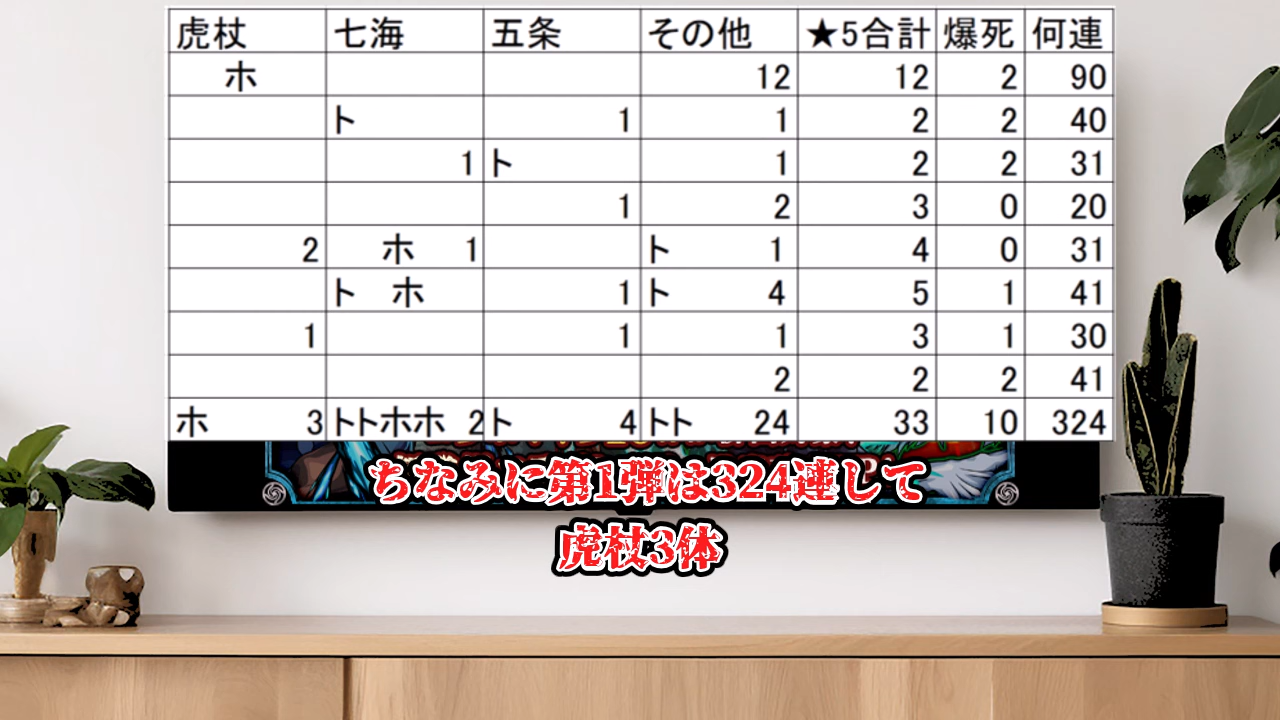 虎杖 七海 五条 その他 ★5合計 爆死 何連
ホ 12 12 2 90
ト 1 1 2 2 40
1 ト 1 2 2 31
1 2 3 0 20
2 ホ 1 ト 1 4 0 31
ト ホ 1 ト 4 5 1 41
1 1 1 3 1 30
2 2 2 41
ホ 3 トトホホ 2 ト 4 トト 24 33 10 324
ちなみに第1弾は324連して
虎杖3体